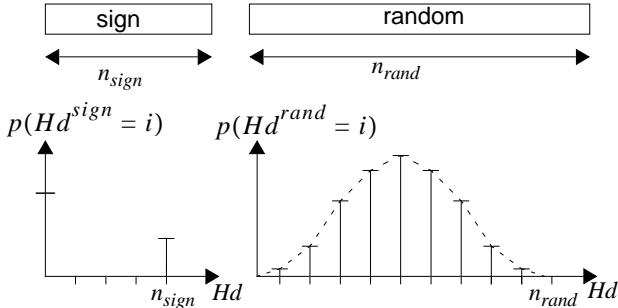 sign random
n_sign n_rand
p(Hd^sign = i) p(Hd^rand = i)
n_sign Hd n_rand Hd